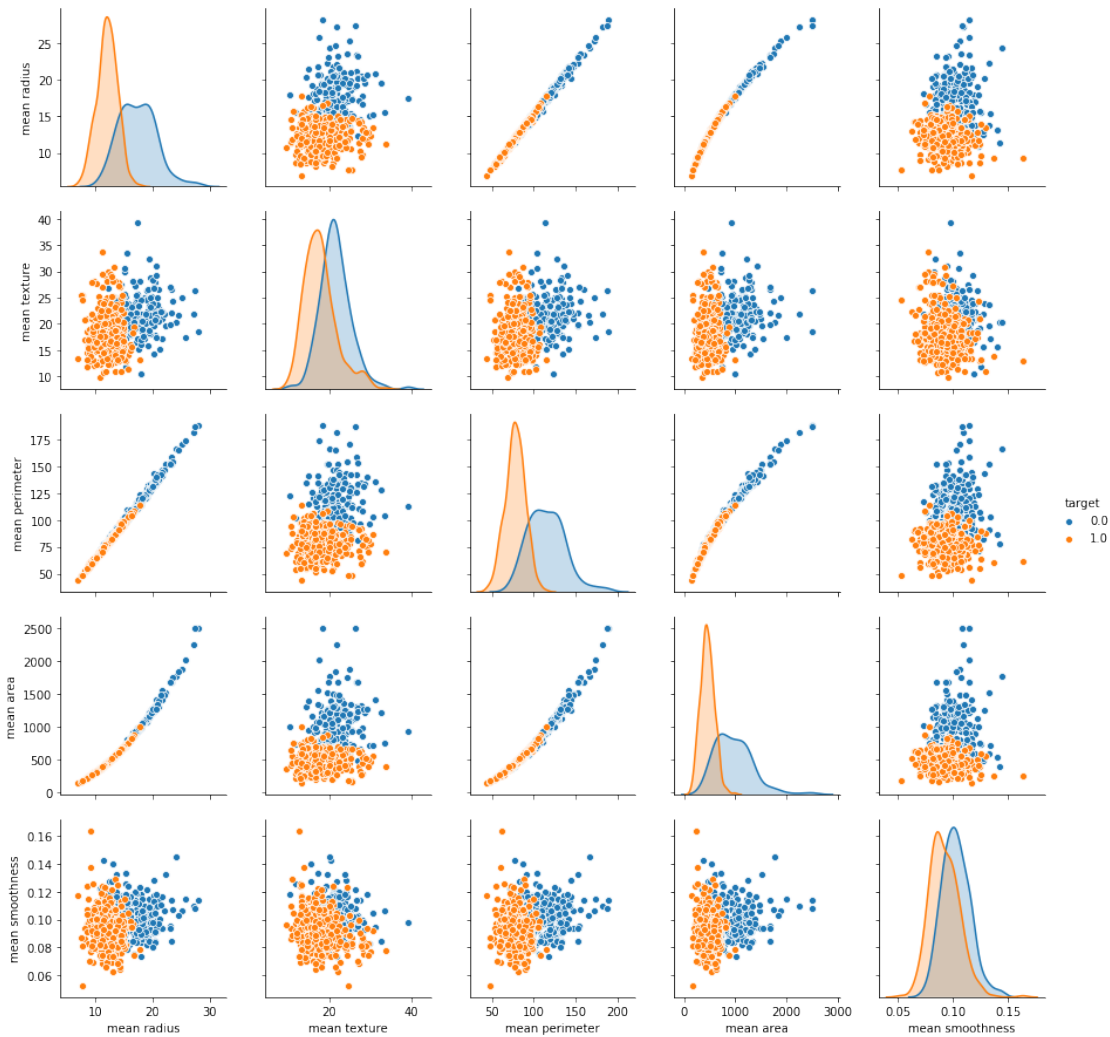 25
20
15
10
mean radius
40
35
30
25
20
15
10
mean texture
175
150
125
100
75
50
mean perimeter
target
0.0
1.0
2500
2000
1500
1000
500
0
mean area
0.16
0.14
0.12
0.10
0.08
0.06
mean smoothness
10 20 30
20 40
50 100 150 200
0 1000 2000 3000
0.05 0.10 0.15
mean radius
mean texture
mean perimeter
mean area
mean smoothness